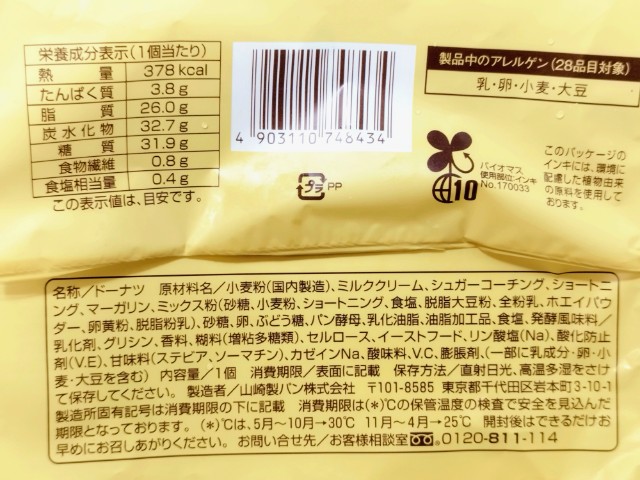 栄養成分表示(1個当たり)
熱量 378kcal
たんぱく質 3.8g
脂質 26.0g
炭水化物 32.7g
糖質 31.9g
食物繊維 0.8g
食塩相当量 0.4g
この表示値は、目安です。
4 903110 748434
プラ PP
製品中のアレルゲン(28品目対象)
乳・卵・小麦・大豆
バイオマス
使用部位:インキ
No.170033
10
このパッケージの
インキには、環境に
配慮した植物由来
の原料を使用して
おります。
名称/ドーナツ 原材料名/小麦粉(国内製造)、ミルククリーム、シュガーコーチング、ショートニ
ング、マーガリン、ミックス粉(砂糖、小麦粉、ショートニング、食塩、脱脂大豆粉、全粉乳、ホエイパウ
ダー、卵黄粉、脱脂粉乳)、砂糖、卵、ぶどう糖、パン酵母、乳化油脂、油脂加工品、食塩、発酵風味料/
乳化剤、グリシン、香料、糊料(増粘多糖類)、セルロース、イーストフード、リン酸塩(Na)、酸化防止
剤(V.E)、甘味料(ステビア、ソーマチン)、カゼインNa、酸味料、V.C、膨脹剤、(一部に乳成分・卵・小
麦・大豆を含む) 内容量/1個 消費期限/表面に記載 保存方法/直射日光、高温多湿をさけ
て保存してください。 製造者/山崎製パン株式会社 〒101-8585 東京都千代田区岩本町3-10-1
製造所固有記号は消費期限の下に記載 消費期限は(*)℃の保管温度の検査で安全を見込んだ
期限となっております。(*)℃は、5月～10月→30℃ 11月～4月→25℃ 開封後はできるだけお
早めにお召しあがりください。 お問い合せ先/お客様相談室 0120-811-114